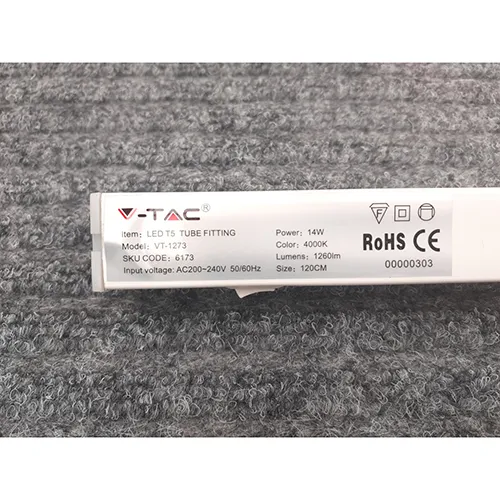 V-TAC®
Item: LED T5 TUBE FITTING
Model: VT-1273
SKU CODE: 6173
Input voltage: AC200~240V 50/60Hz
Power: 14W
Color: 4000K
Lumens: 1260lm
Size: 120CM
F
RoHS CE
00000303